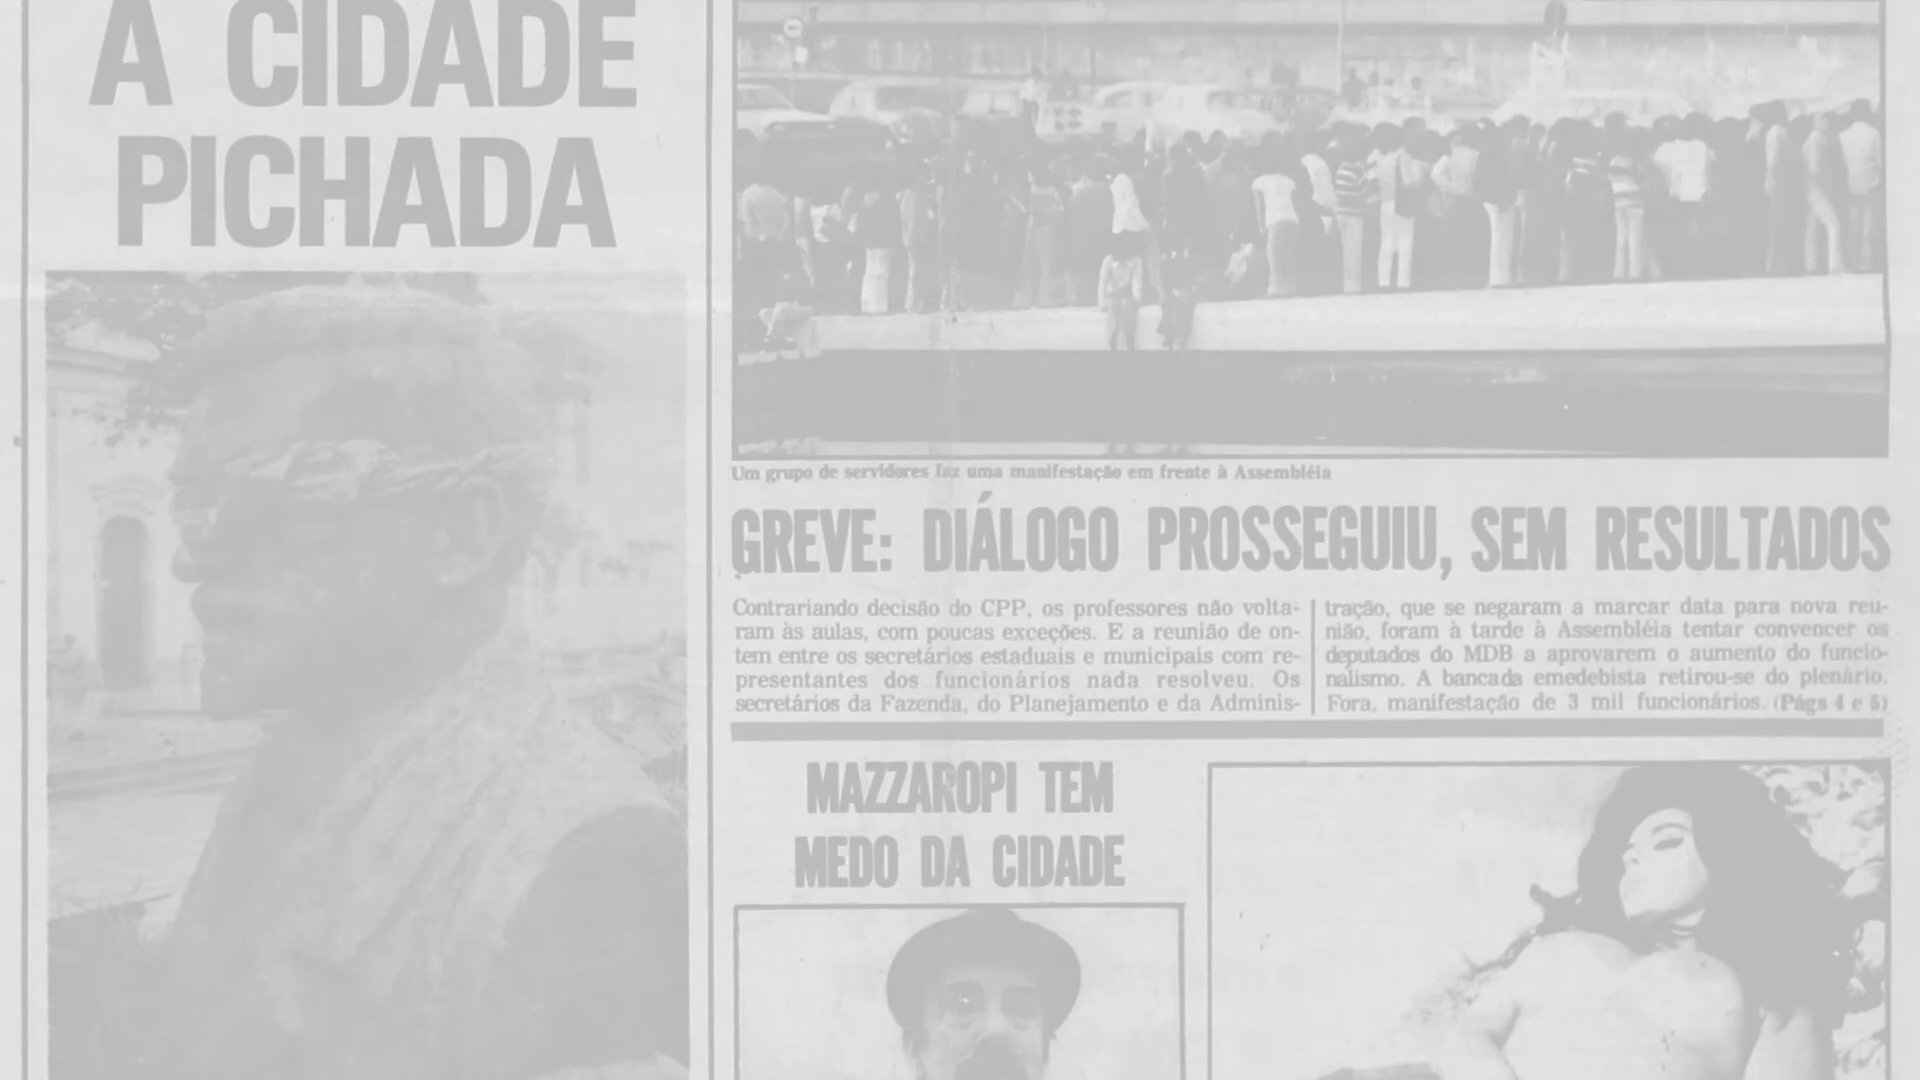 A CIDADE
PICHADA
Um grupo de servidores faz uma manifestação em frente à Assembléia
GREVE: DIÁLOGO PROSSEGUIU, SEM RESULTADOS
Contrariando decisão do CPP, os professores não volta-
ram às aulas, com poucas exceções. E a reunião de on-
tem entre os secretários estaduais e municipais com re-
presentantes dos funcionários nada resolveu. Os
secretários da Fazenda, do Planejamento e da Adminis-
tração, que se negaram a marcar data para nova reu-
nião, foram à tarde à Assembléia tentar convencer os
deputados do MDB a aprovarem o aumento do funcio-
nalismo. A bancada emedebista retirou-se do plenário.
Fora, manifestação de 3 mil funcionários. (Págs 4 e 5)
MAZZAROPI TEM
MEDO DA CIDADE